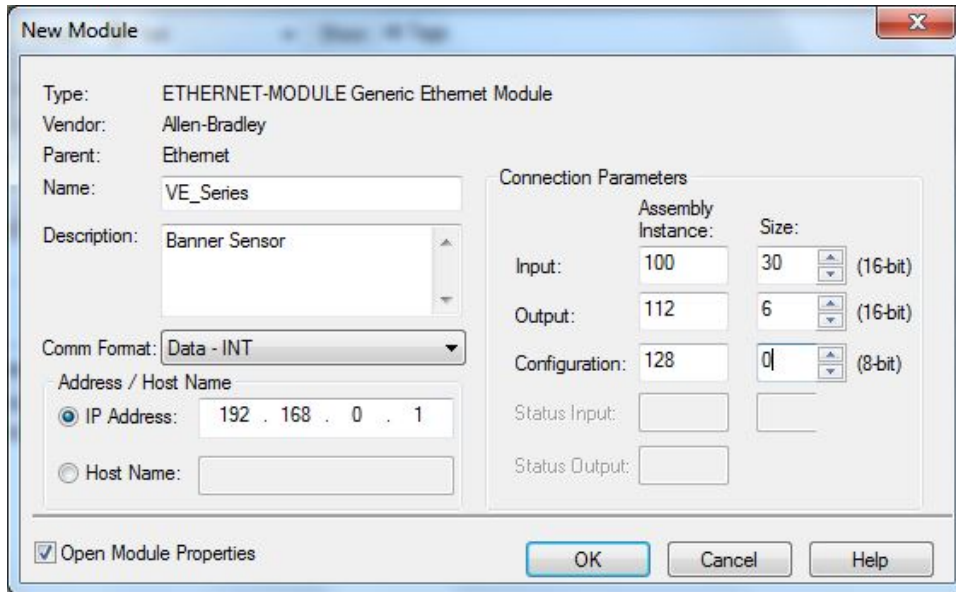 New Module
Type: ETHERNET-MODULE Generic Ethernet Module
Vendor: Allen-Bradley
Parent: Ethernet
Name: VE_Series
Description: Banner Sensor
Comm Format: Data - INT
Address / Host Name
IP Address: 192 . 168 . 0 . 1
Host Name:
Connection Parameters
Assembly Instance: Size:
Input: 100 30 (16-bit)
Output: 112 6 (16-bit)
Configuration: 128 0 (8-bit)
Status Input:
Status Output:
Open Module Properties
OK Cancel Help